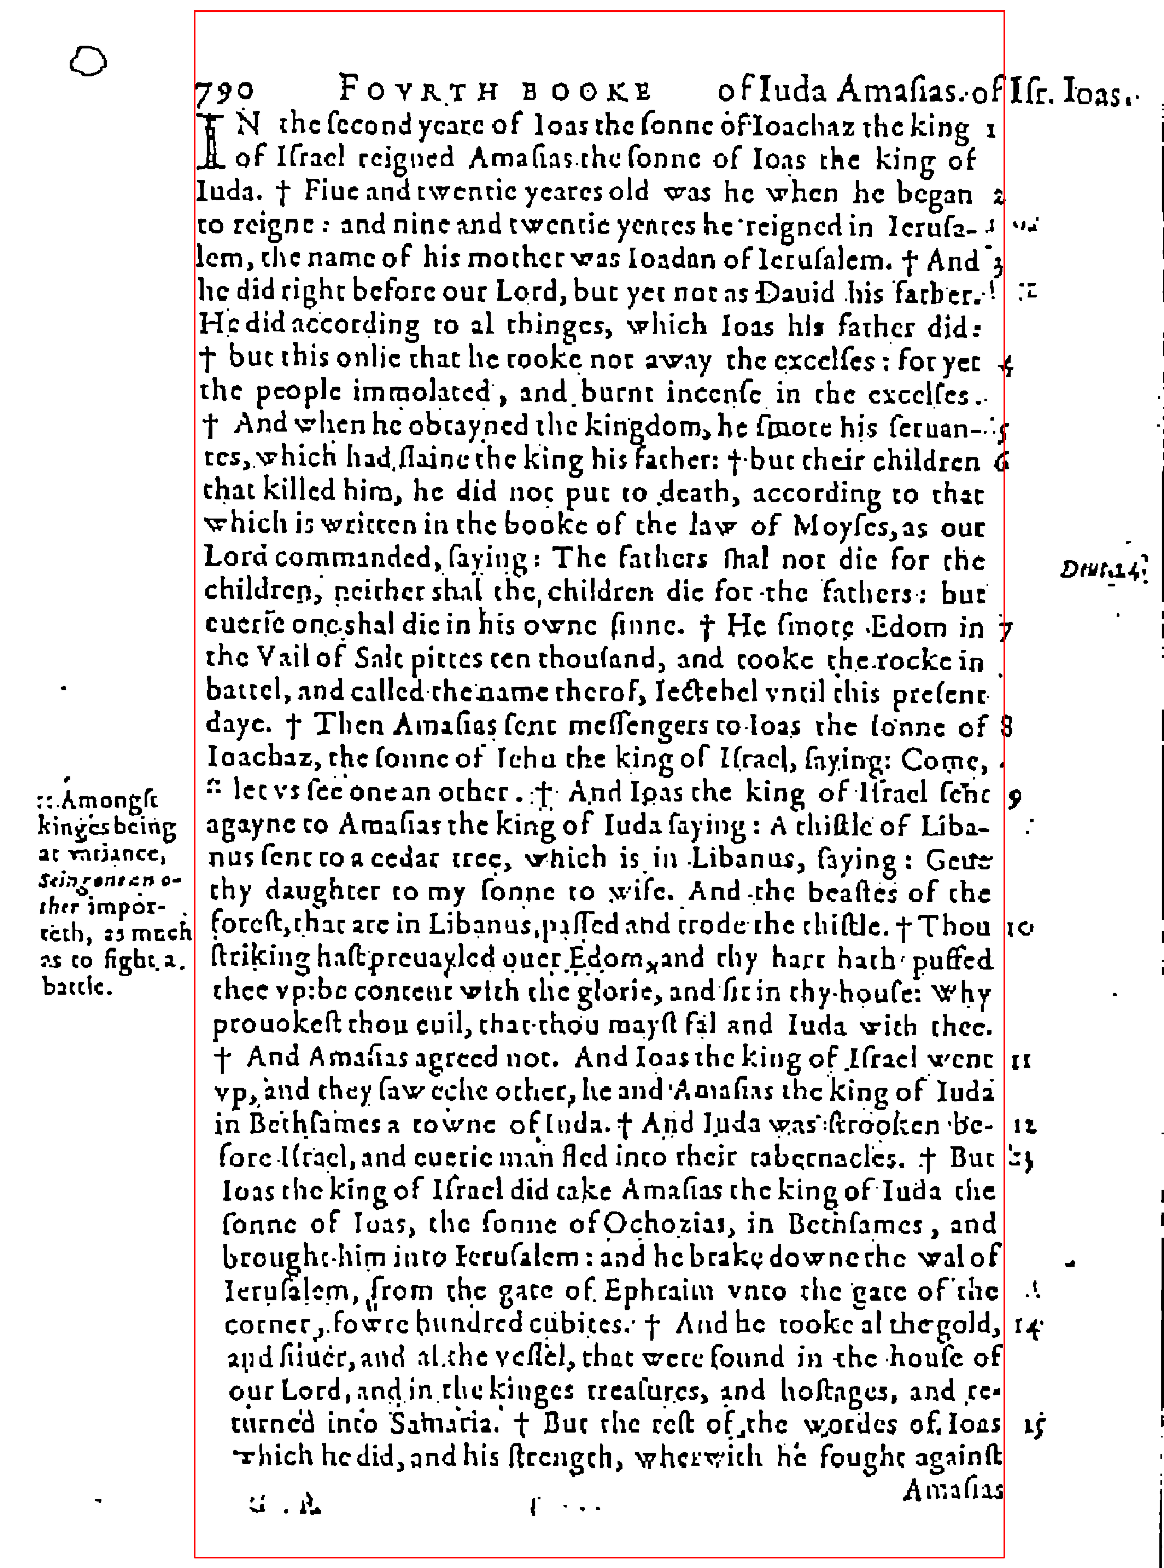 790 FOVRTH BOOKE of Iuda Amaſias. of Iſr. Ioas.
IN the ſecond yeare of Ioas the ſonne of Ioachaz the king 1
of Iſrael reigned Amaſias the ſonne of Ioas the king of
Iuda. † Fiue and twentie yeares old was he when he began 2
to reigne: and nine and twentie yeares he reigned in Ieruſa-
lem, the name of his mother was Ioadan of Ieruſalem. † And 3
he did right before our Lord, but yet not as Dauid his father.
He did according to al thinges, which Ioas his father did:
† but this onlie that he tooke not away the excelſes: for yet 4
the people immolated, and burnt incenſe in the excelſes.
† And when he obtayned the kingdom, he ſmote his ſeruan- 5
tes, which had ſlaine the king his father: † but their children 6
that killed him, he did not put to death, according to that
which is written in the booke of the law of Moyſes, as our
Lord commanded, ſaying: The fathers ſhal not die for the
Deut. 24.
children, neither shal the children die for the fathers: but
euerie one shal die in his owne ſinne. † He ſmote Edom in 7
the Vail of Salt pittes ten thouſand, and tooke the rocke in
battel, and called the name therof, Iectehel vntil this preſent
daye. † Then Amaſias ſent meſſengers to Ioas the ſonne of 8
Ioachaz, the ſonne of Iehu the king of Iſrael, ſaying: Come,
:: let vs ſee one an other. † And Ioas the king of Iſrael ſent 9
agayne to Amaſias the king of Iuda ſaying: A thiſtle of Liba-
nus ſent to a cedar tree, which is in Libanus, ſaying: Geue
thy daughter to my ſonne to wife. And the beaſtes of the
foreſt, that are in Libanus, paſſed and trode the thiſtle. † Thou 10
ſtriking haſt preuayled ouer Edom, and thy hart hath puffed
thee vp: be content with the glorie, and ſit in thy houſe: Why
prouokeſt thou euil, that thou mayſt fal and Iuda with thee.
† And Amaſias agreed not. And Ioas the king of Iſrael went 11
vp, and they ſaw eche other, he and Amaſias the king of Iuda
in Bethſames a towne of Iuda. † And Iuda was ſtrooken be- 12
fore Iſrael, and euerie man fled into their tabernacles. † But 13
Ioas the king of Iſrael did take Amaſias the king of Iuda the
ſonne of Ioas, the ſonne of Ochozias, in Bethſames, and
brought him into Ieruſalem: and he brake downe the wal of
Ieruſalem, from the gate of Ephraim vnto the gate of the
corner, fowre hundred cubites. † And he tooke al the gold, 14
and ſiluer, and al the veſſel, that were found in the houſe of
our Lord, and in the kinges treaſures, and hoſtages, and re-
turned into Samaria. † But the reſt of the wordes of Ioas 15
which he did, and his ſtrength, wherwith he fought againſt
Amaſias
:: Amongſt
kinges being
at variance,
Seing one an o-
ther impor-
teth, as much
as to fight a
battle.